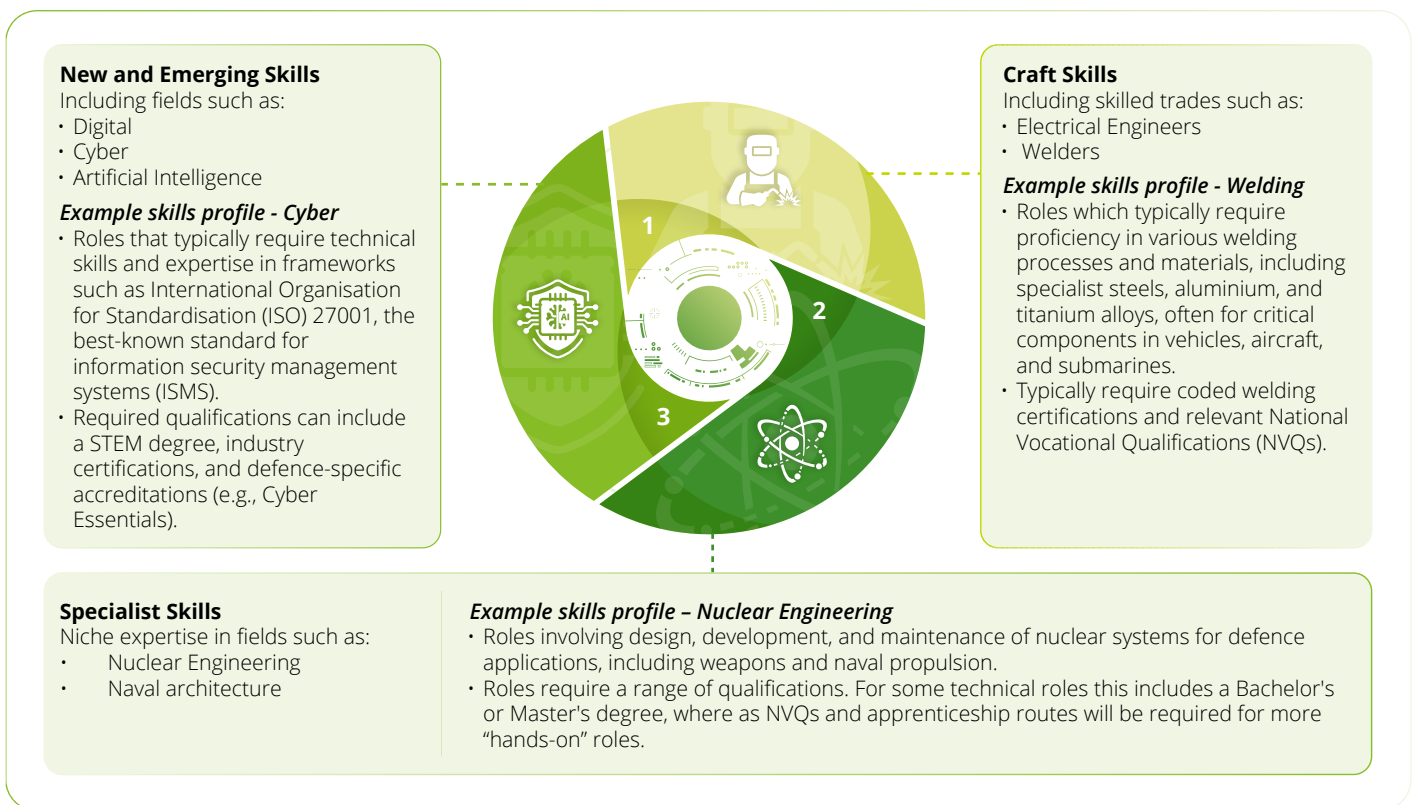 New and Emerging Skills
Including fields such as:
• Digital
• Cyber
• Artificial Intelligence
Example skills profile - Cyber
• Roles that typically require technical
skills and expertise in frameworks
such as International Organisation
for Standardisation (ISO) 27001, the
best-known standard for
information security management
systems (ISMS).
• Required qualifications can include
a STEM degree, industry
certifications, and defence-specific
accreditations (e.g., Cyber
Essentials).
1
2
3
AI
Craft Skills
Including skilled trades such as:
• Electrical Engineers
• Welders
Example skills profile - Welding
• Roles which typically require
proficiency in various welding
processes and materials, including
specialist steels, aluminium, and
titanium alloys, often for critical
components in vehicles, aircraft,
and submarines.
• Typically require coded welding
certifications and relevant National
Vocational Qualifications (NVQs).
Specialist Skills
Niche expertise in fields such as:
• Nuclear Engineering
• Naval architecture
Example skills profile – Nuclear Engineering
• Roles involving design, development, and maintenance of nuclear systems for defence
applications, including weapons and naval propulsion.
• Roles require a range of qualifications. For some technical roles this includes a Bachelor's
or Master's degree, where as NVQs and apprenticeship routes will be required for more
“hands-on” roles.